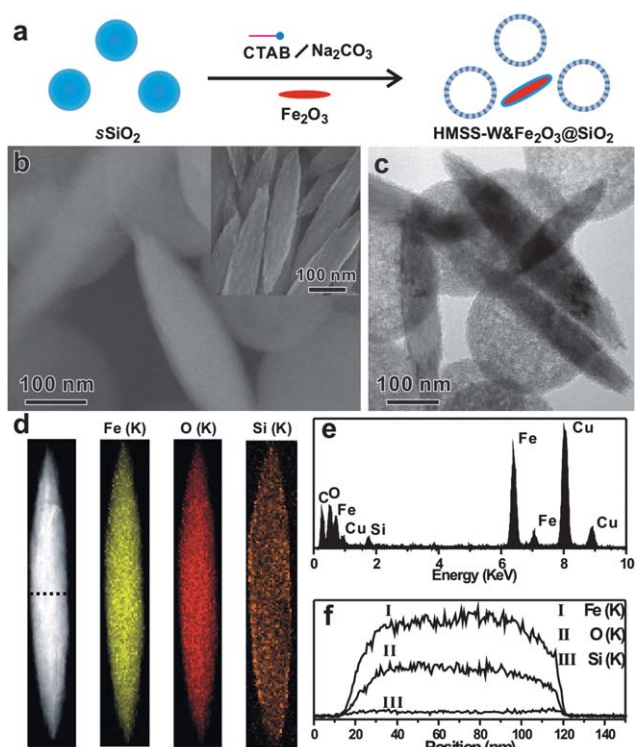 a
CTAB / Na₂CO₃
Fe₂O₃
sSiO₂
HMSS-W&Fe₂O₃@SiO₂
b
100 nm
100 nm
c
100 nm
d
Fe (K)
O (K)
Si (K)
e
C
O
Fe
Cu
Si
Fe
Fe
Cu
Cu
0 2 4 6 8 10
Energy (KeV)
f
I
II
III
I Fe (K)
II O (K)
III Si (K)
0 20 40 60 80 100 120 140
Position (nm)